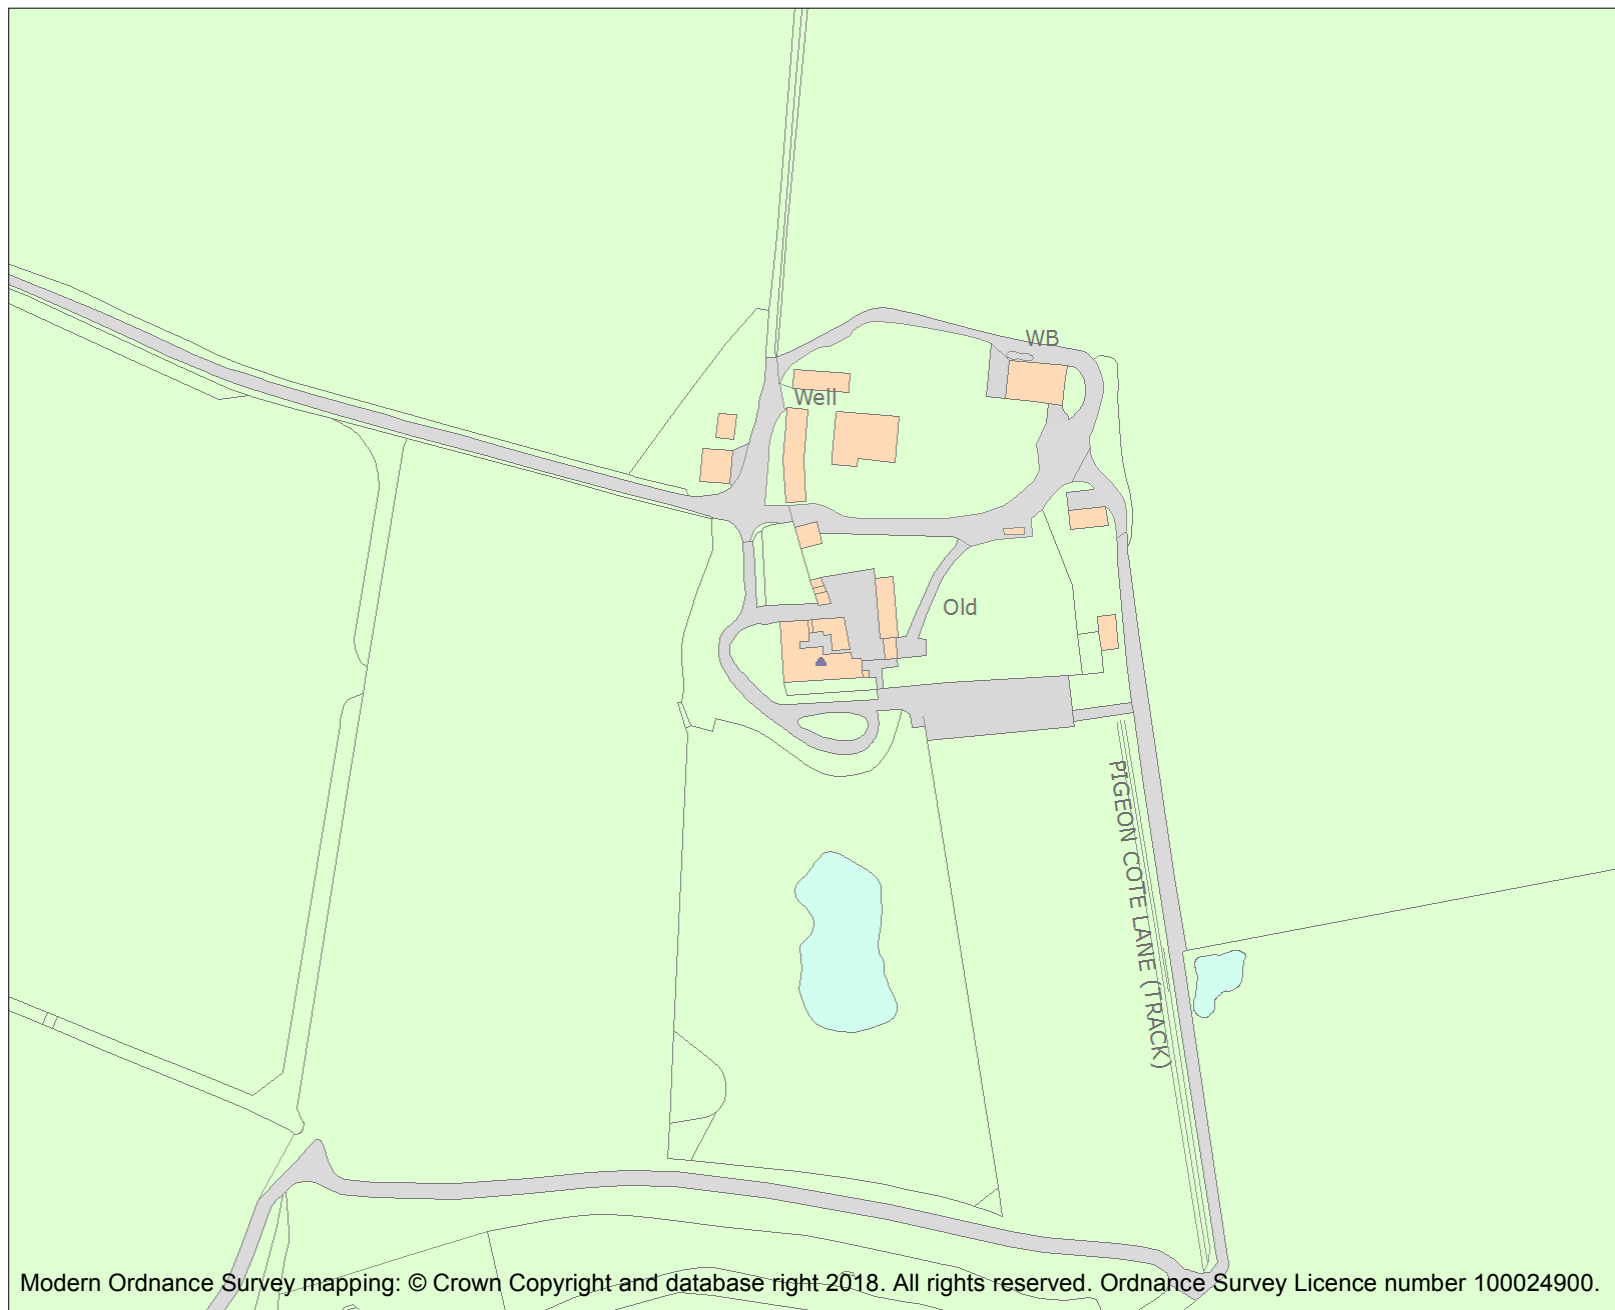 WB
Well
Old
PIGEON COTE LANE (TRACK)
Modern Ordnance Survey mapping: © Crown Copyright and database right 2018. All rights reserved. Ordnance Survey Licence number 100024900.